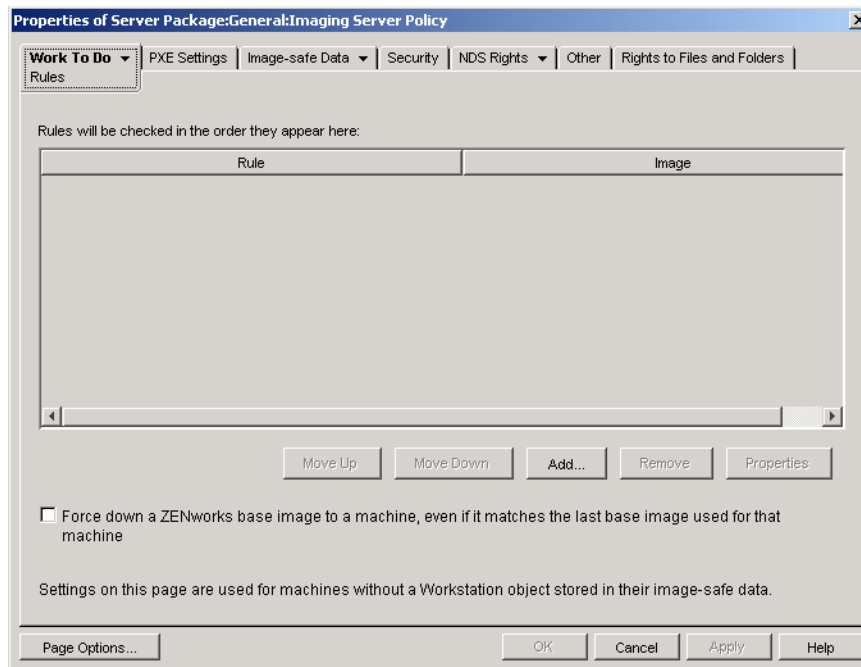 Properties of Server Package:General:Imaging Server Policy
Work To Do PXE Settings Image-safe Data Security NDS Rights Other Rights to Files and Folders
Rules
Rules will be checked in the order they appear here:
Rule Image
Move Up Move Down Add... Remove Properties
Force down a ZENworks base image to a machine, even if it matches the last base image used for that
machine
Settings on this page are used for machines without a Workstation object stored in their image-safe data.
Page Options... OK Cancel Apply Help